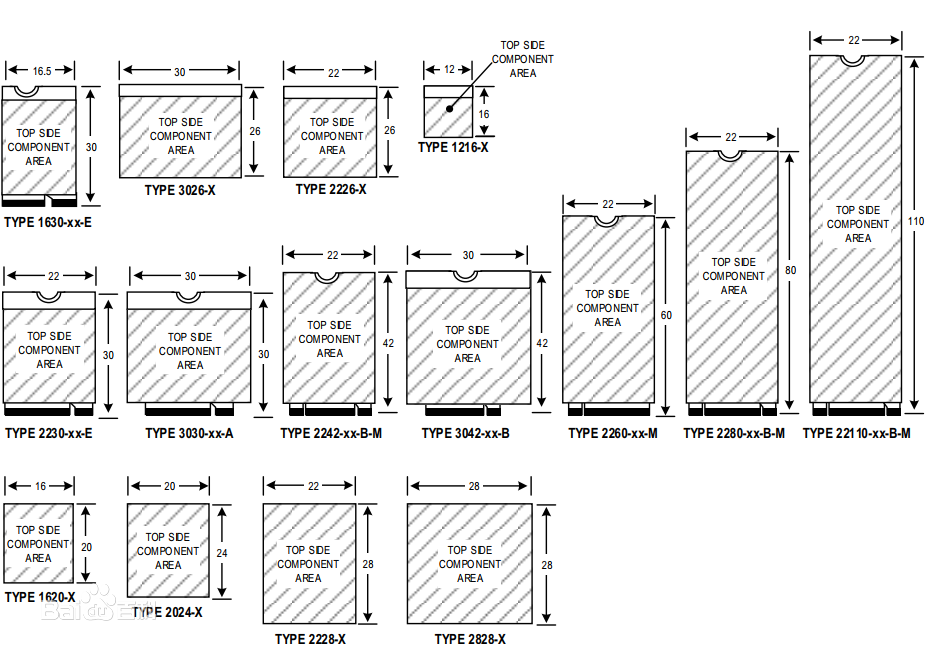 16.5
TOP SIDE
COMPONENT
AREA
30
TYPE 1630-xx-E
30
TOP SIDE
COMPONENT
AREA
26
TYPE 3026-X
22
TOP SIDE
COMPONENT
AREA
26
TYPE 2226-X
TOP SIDE
COMPONENT
AREA
12
16
TYPE 1216-X
22
TOP SIDE
COMPONENT
AREA
30
TYPE 2230-xx-E
30
TOP SIDE
COMPONENT
AREA
30
TYPE 3030-xx-A
22
TOP SIDE
COMPONENT
AREA
42
TYPE 2242-xx-B-M
30
TOP SIDE
COMPONENT
AREA
42
TYPE 3042-xx-B
22
TOP SIDE
COMPONENT
AREA
60
TYPE 2260-xx-M
22
TOP SIDE
COMPONENT
AREA
80
TYPE 2280-xx-B-M
22
TOP SIDE
COMPONENT
AREA
110
TYPE 22110-xx-B-M
16
TOP SIDE
COMPONENT
AREA
20
TYPE 1620-X
20
TOP SIDE
COMPONENT
AREA
24
TYPE 2024-X
22
TOP SIDE
COMPONENT
AREA
28
TYPE 2228-X
28
TOP SIDE
COMPONENT
AREA
28
TYPE 2828-X
Bai百科